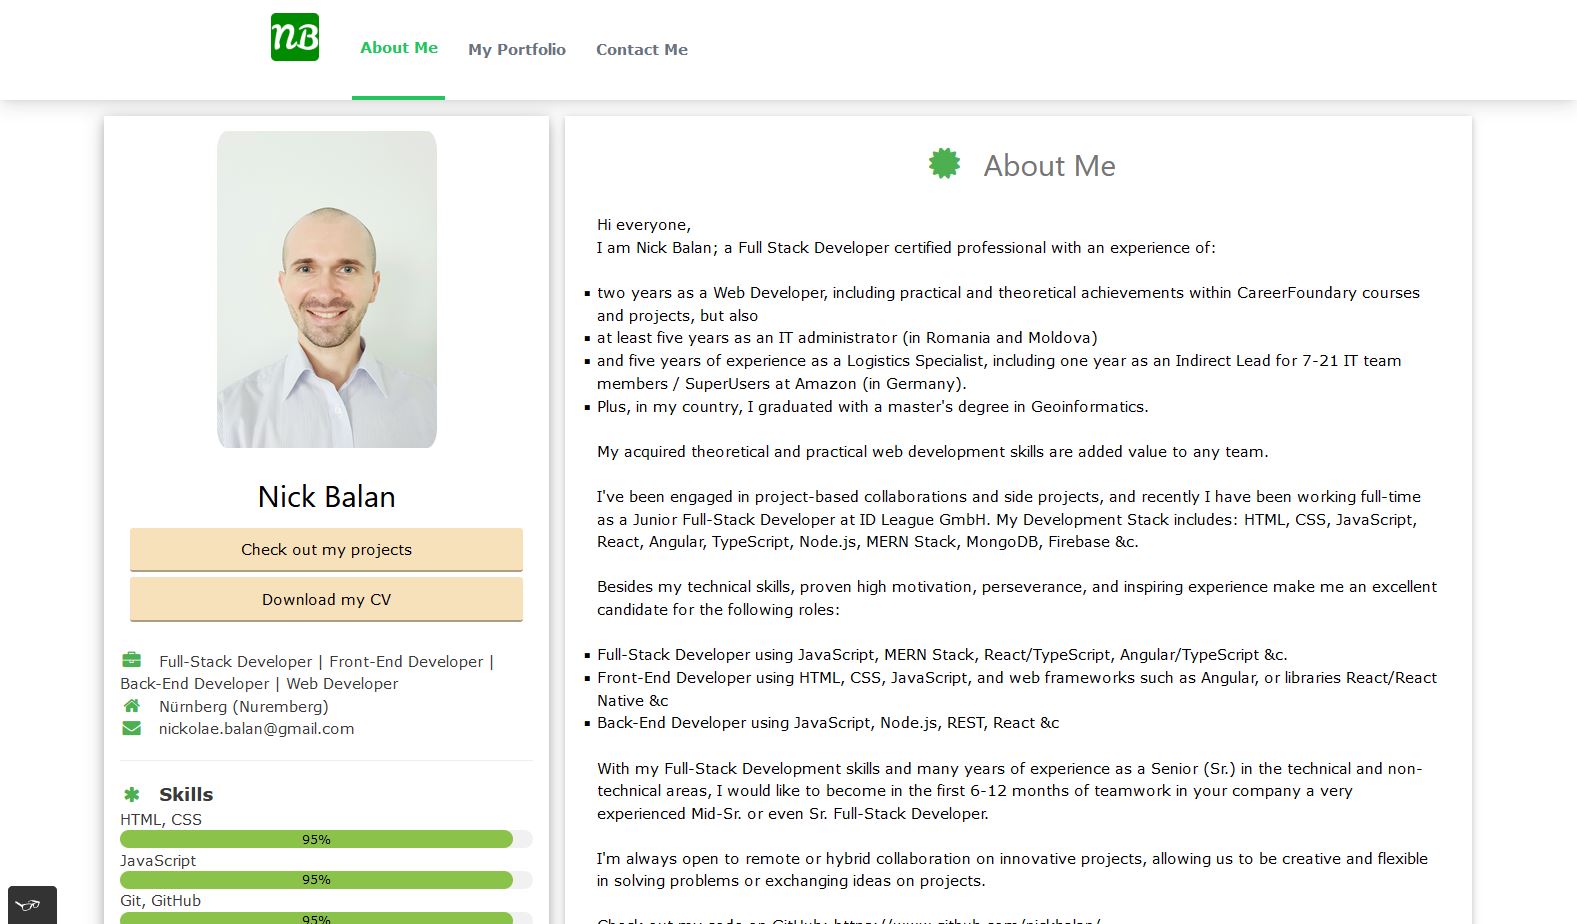 NB
About Me
My Portfolio
Contact Me
Nick Balan
Check out my projects
Download my CV
Full-Stack Developer | Front-End Developer |
Back-End Developer | Web Developer
Nürnberg (Nuremberg)
nickolae.balan@gmail.com
Skills
HTML, CSS
95%
JavaScript
95%
Git, GitHub
95%
About Me
Hi everyone,
I am Nick Balan; a Full Stack Developer certified professional with an experience of:
▪ two years as a Web Developer, including practical and theoretical achievements within CareerFoundary courses
and projects, but also
▪ at least five years as an IT administrator (in Romania and Moldova)
▪ and five years of experience as a Logistics Specialist, including one year as an Indirect Lead for 7-21 IT team
members / SuperUsers at Amazon (in Germany).
▪ Plus, in my country, I graduated with a master's degree in Geoinformatics.
My acquired theoretical and practical web development skills are added value to any team.
I've been engaged in project-based collaborations and side projects, and recently I have been working full-time
as a Junior Full-Stack Developer at ID League GmbH. My Development Stack includes: HTML, CSS, JavaScript,
React, Angular, TypeScript, Node.js, MERN Stack, MongoDB, Firebase &c.
Besides my technical skills, proven high motivation, perseverance, and inspiring experience make me an excellent
candidate for the following roles:
▪ Full-Stack Developer using JavaScript, MERN Stack, React/TypeScript, Angular/TypeScript &c.
▪ Front-End Developer using HTML, CSS, JavaScript, and web frameworks such as Angular, or libraries React/React
Native &c
▪ Back-End Developer using JavaScript, Node.js, REST, React &c
With my Full-Stack Development skills and many years of experience as a Senior (Sr.) in the technical and non-
technical areas, I would like to become in the first 6-12 months of teamwork in your company a very
experienced Mid-Sr. or even Sr. Full-Stack Developer.
I'm always open to remote or hybrid collaboration on innovative projects, allowing us to be creative and flexible
in solving problems or exchanging ideas on projects.
Check out my code on GitHub: https://www.github.com/nickbalan/